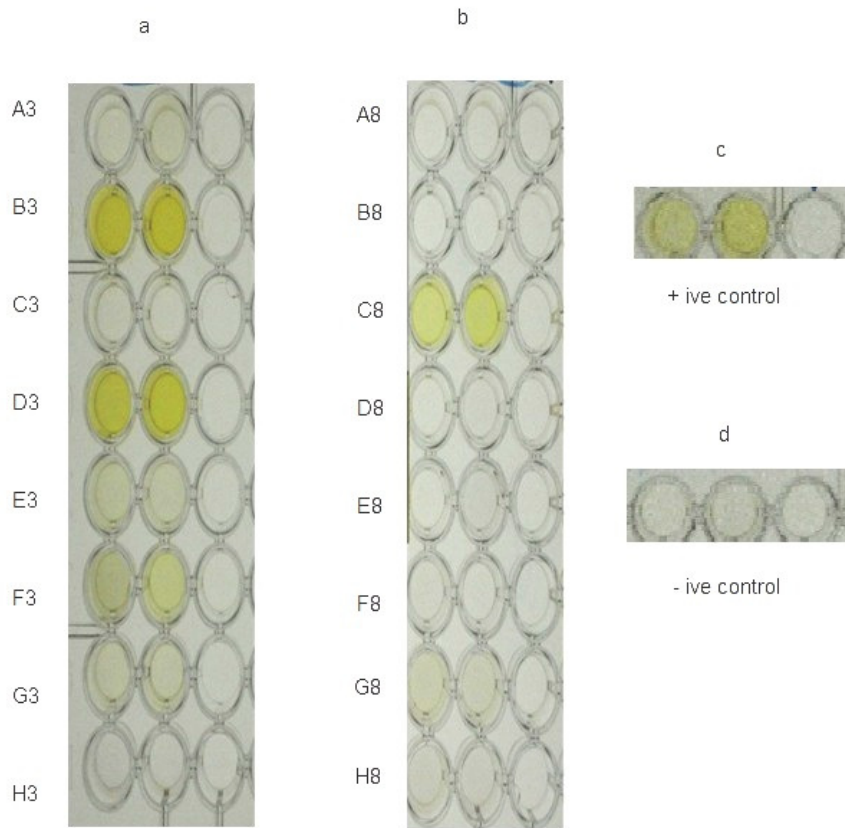 a
A3
B3
C3
D3
E3
F3
G3
H3
b
A8
B8
C8
D8
E8
F8
G8
H8
c
+ ive control
d
- ive control